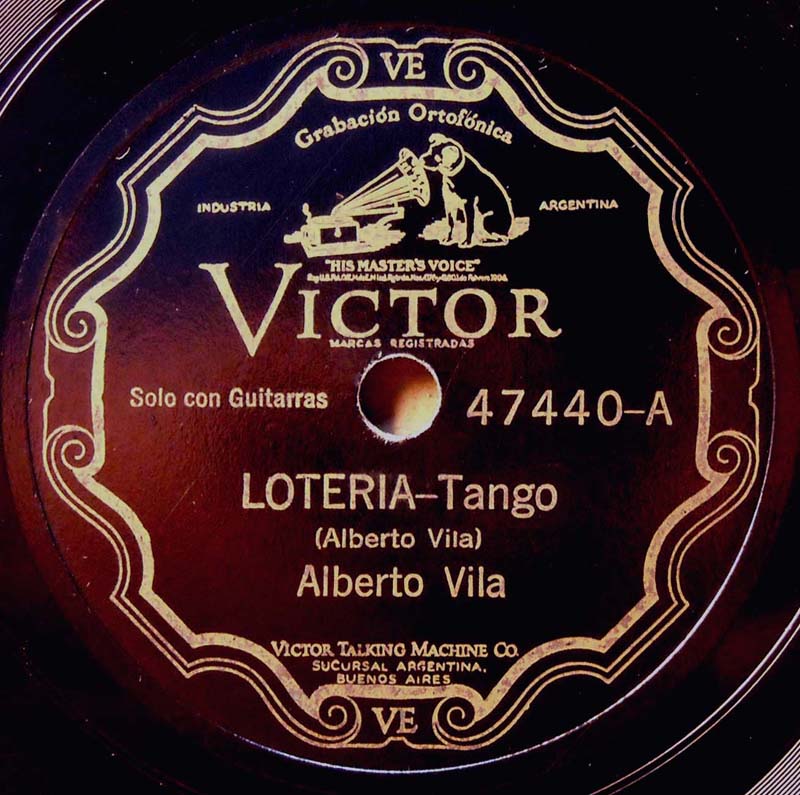 VE
Grabación Ortofónica
INDUSTRIA
ARGENTINA
"HIS MASTER'S VOICE"
VICTOR
MARCAS REGISTRADAS
Solo con Guitarras
47440-A
LOTERIA-Tango
(Alberto Vila)
Alberto Vila
VICTOR TALKING MACHINE CO.
SUCURSAL ARGENTINA,
BUENOS AIRES
VE